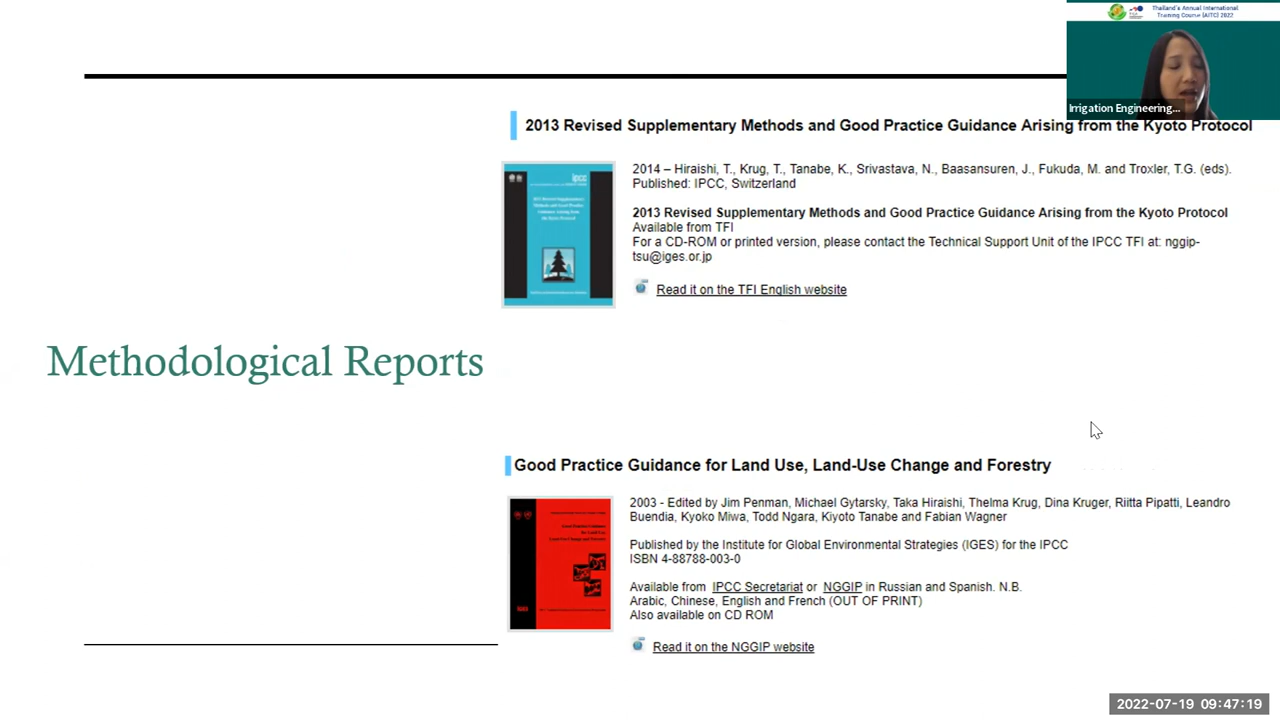 Thailand's Annual International
Training Course (AITC) 2022
Irrigation Engineering...
2013 Revised Supplementary Methods and Good Practice Guidance Arising from the Kyoto Protocol
2014 – Hiraishi, T., Krug, T., Tanabe, K., Srivastava, N., Baasansuren, J., Fukuda, M. and Troxler, T.G. (eds).
Published: IPCC, Switzerland
2013 Revised Supplementary Methods and Good Practice Guidance Arising from the Kyoto Protocol
Available from TFI
For a CD-ROM or printed version, please contact the Technical Support Unit of the IPCC TFI at: nggip-
tsu@iges.or.jp
Read it on the TFI English website
ipcc
Methodological Reports
Good Practice Guidance for Land Use, Land-Use Change and Forestry
2003 - Edited by Jim Penman, Michael Gytarsky, Taka Hiraishi, Thelma Krug, Dina Kruger, Riitta Pipatti, Leandro
Buendia, Kyoko Miwa, Todd Ngara, Kiyoto Tanabe and Fabian Wagner
Published by the Institute for Global Environmental Strategies (IGES) for the IPCC
ISBN 4-88788-003-0
Available from IPCC Secretariat or NGGIP in Russian and Spanish. N.B.
Arabic, Chinese, English and French (OUT OF PRINT)
Also available on CD ROM
Read it on the NGGIP website
2022-07-19 09:47:19